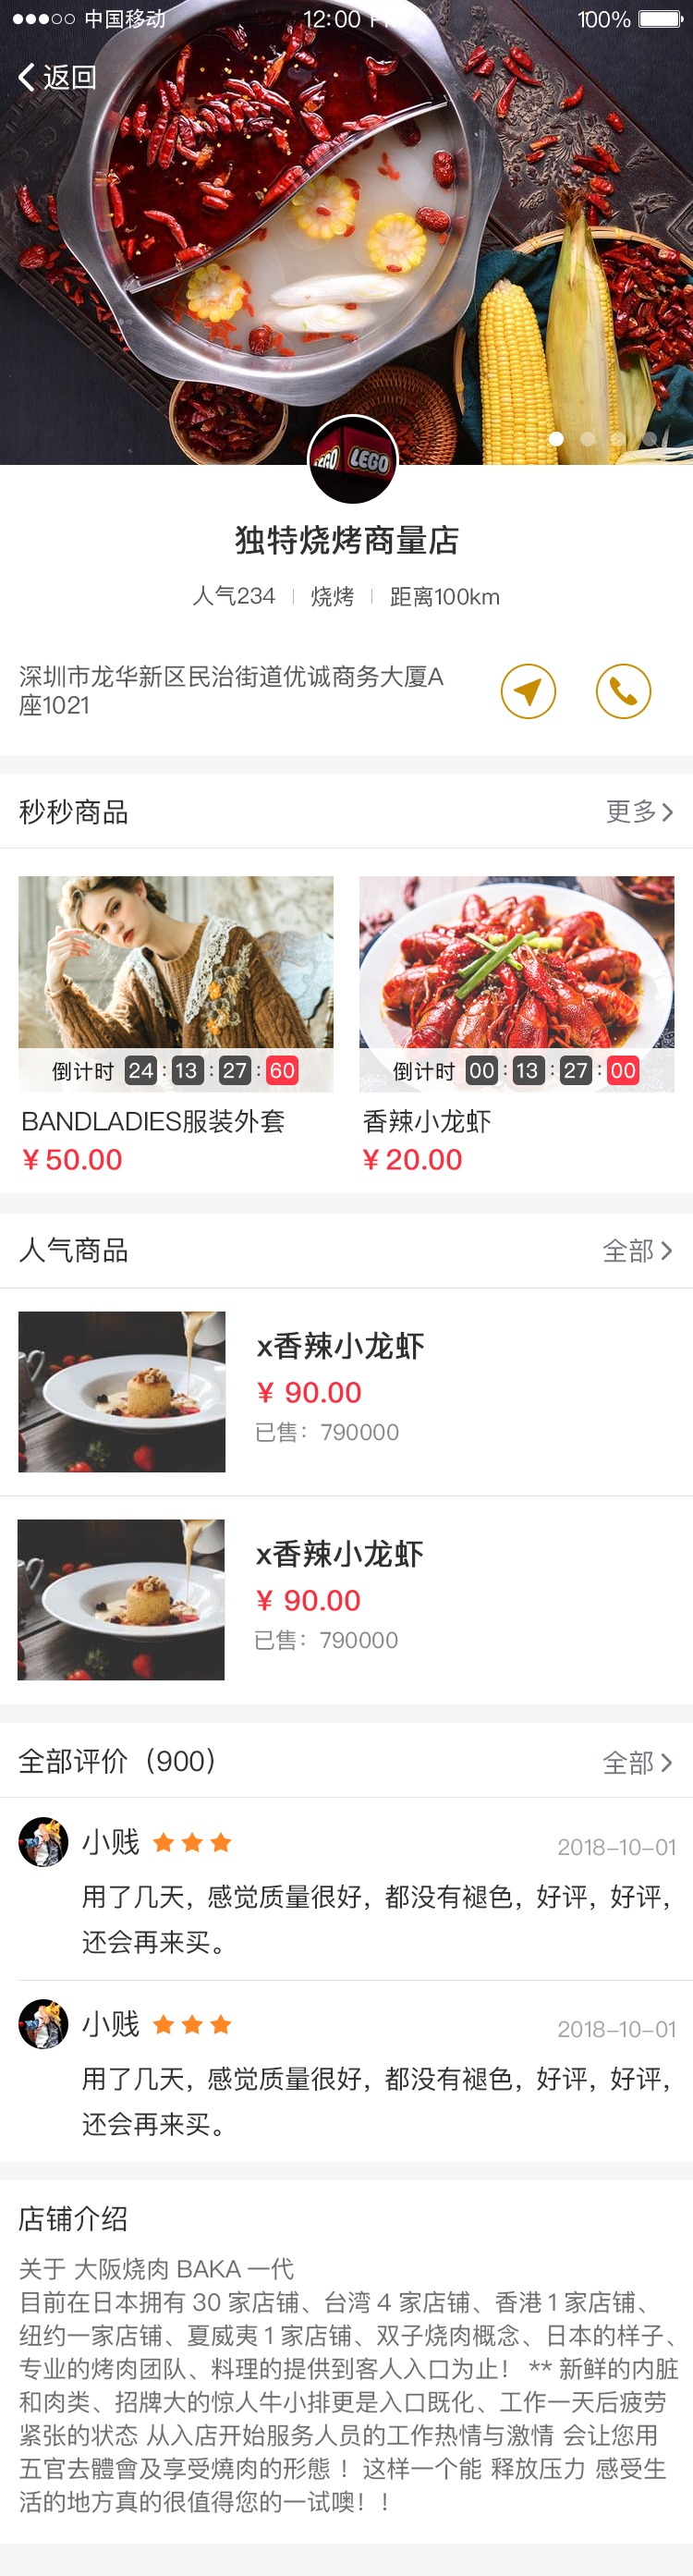 中国移动 12:00 100%
返回
LEGO LEGO
独特烧烤商量店
人气234 烧烤 距离100km
深圳市龙华新区民治街道优诚商务大厦A
座1021
秒秒商品 更多
倒计时 24 : 13 : 27 : 60
倒计时 00 : 13 : 27 : 00
BANDLADIES服装外套
香辣小龙虾
¥50.00
¥20.00
人气商品 全部
x香辣小龙虾
¥ 90.00
已售：790000
x香辣小龙虾
¥ 90.00
已售：790000
全部评价（900） 全部
小贱 2018-10-01
用了几天，感觉质量很好，都没有褪色，好评，好评，
还会再来买。
小贱 2018-10-01
用了几天，感觉质量很好，都没有褪色，好评，好评，
还会再来买。
店铺介绍
关于 大阪烧肉 BAKA 一代
目前在日本拥有 30 家店铺、台湾 4 家店铺、香港 1 家店铺、
纽约一家店铺、夏威夷 1 家店铺、双子烧肉概念、日本的样子、
专业的烤肉团队、料理的提供到客人入口为止！ ** 新鲜的内脏
和肉类、招牌大的惊人牛小排更是入口既化、工作一天后疲劳
紧张的状态 从入店开始服务人员的工作热情与激情 会让您用
五官去體會及享受燒肉的形態 ！这样一个能 释放压力 感受生
活的地方真的很值得您的一试噢！！